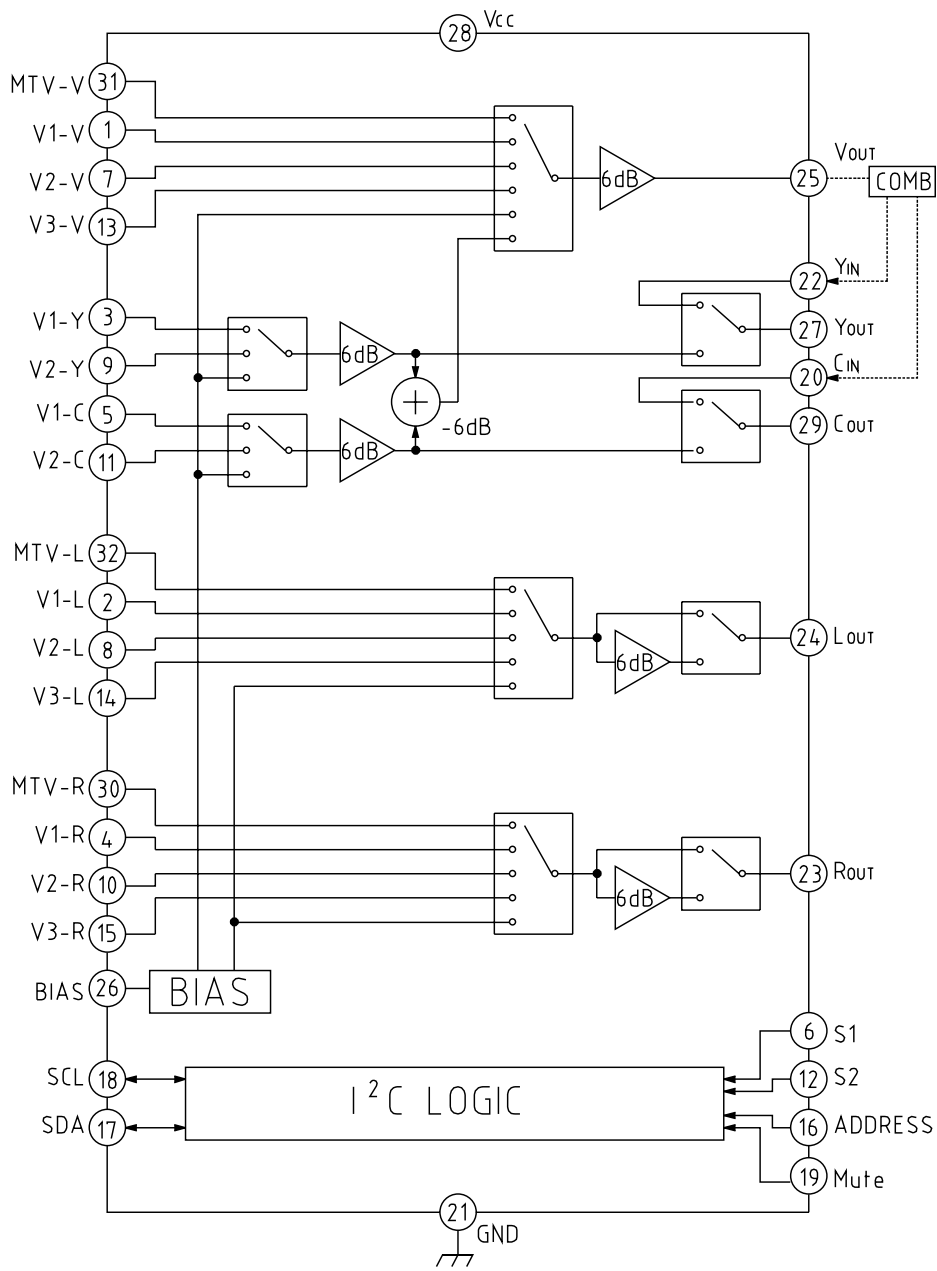 28 Vcc
MTV-V 31
V1-V 1
V2-V 7
V3-V 13
6dB
25 VOUT
COMB
22 YIN
V1-Y 3
27 YOUT
V2-Y 9
6dB
20 CIN
V1-C 5
-6dB
29 COUT
V2-C 11
6dB
MTV-L 32
V1-L 2
V2-L 8
6dB
24 LOUT
V3-L 14
MTV-R 30
V1-R 4
V2-R 10
6dB
23 ROUT
V3-R 15
BIAS 26 BIAS
6 S1
SCL 18
I²C LOGIC
12 S2
SDA 17
16 ADDRESS
19 Mute
21 GND